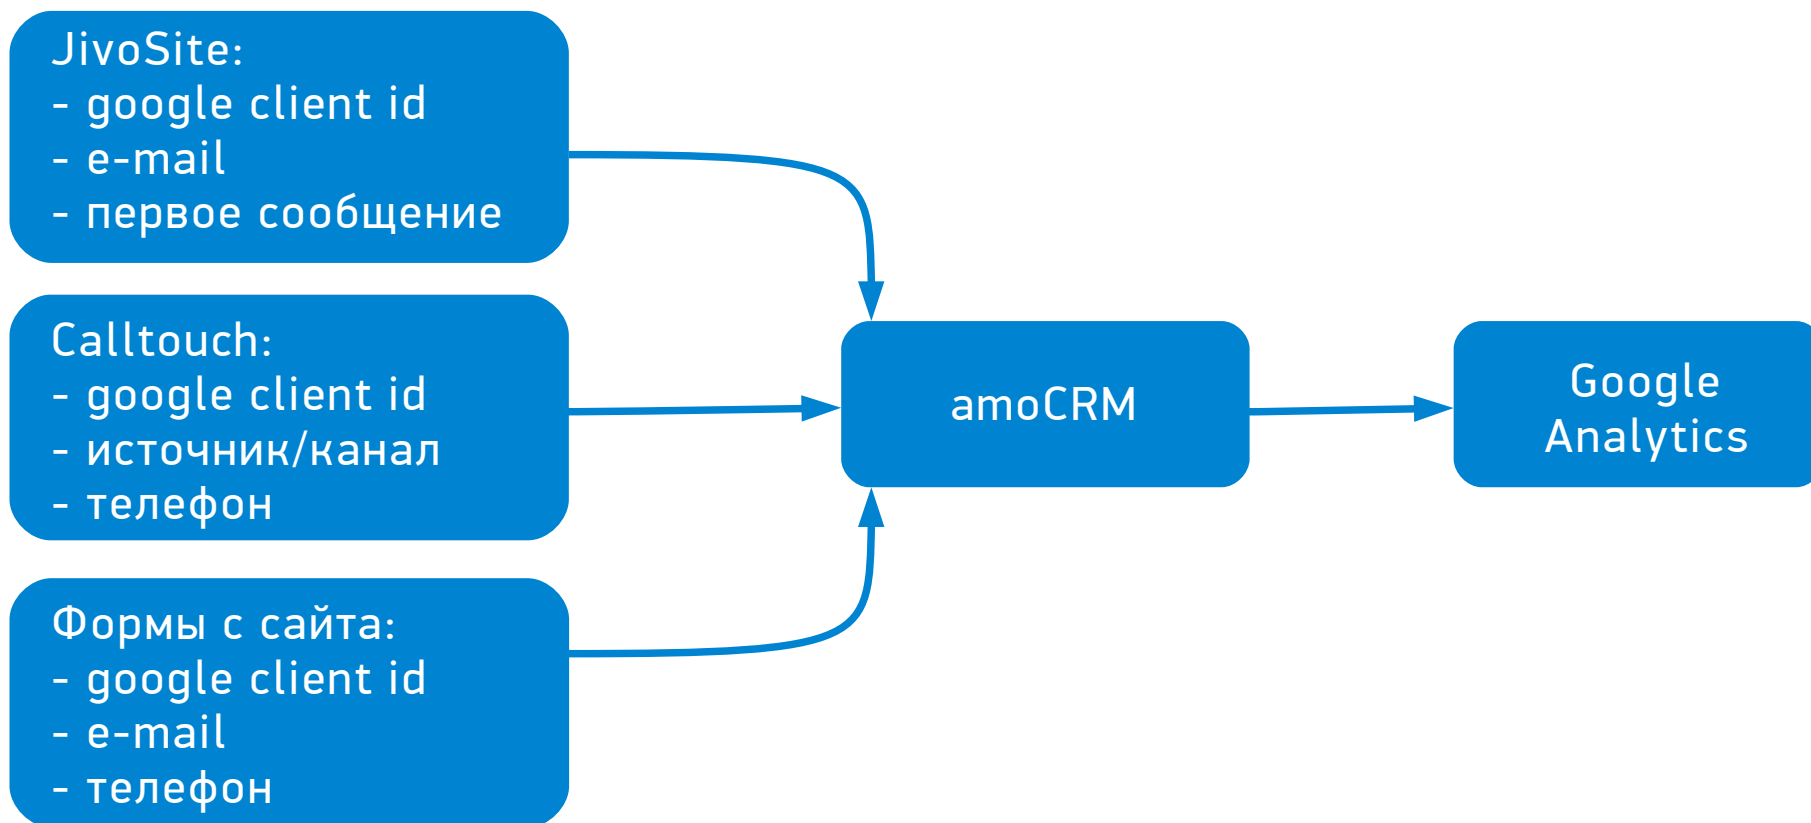 JivoSite:
- google client id
- e-mail
- первое сообщение
Calltouch:
- google client id
- источник/канал
- телефон
Формы с сайта:
- google client id
- e-mail
- телефон
amoCRM
Google
Analytics